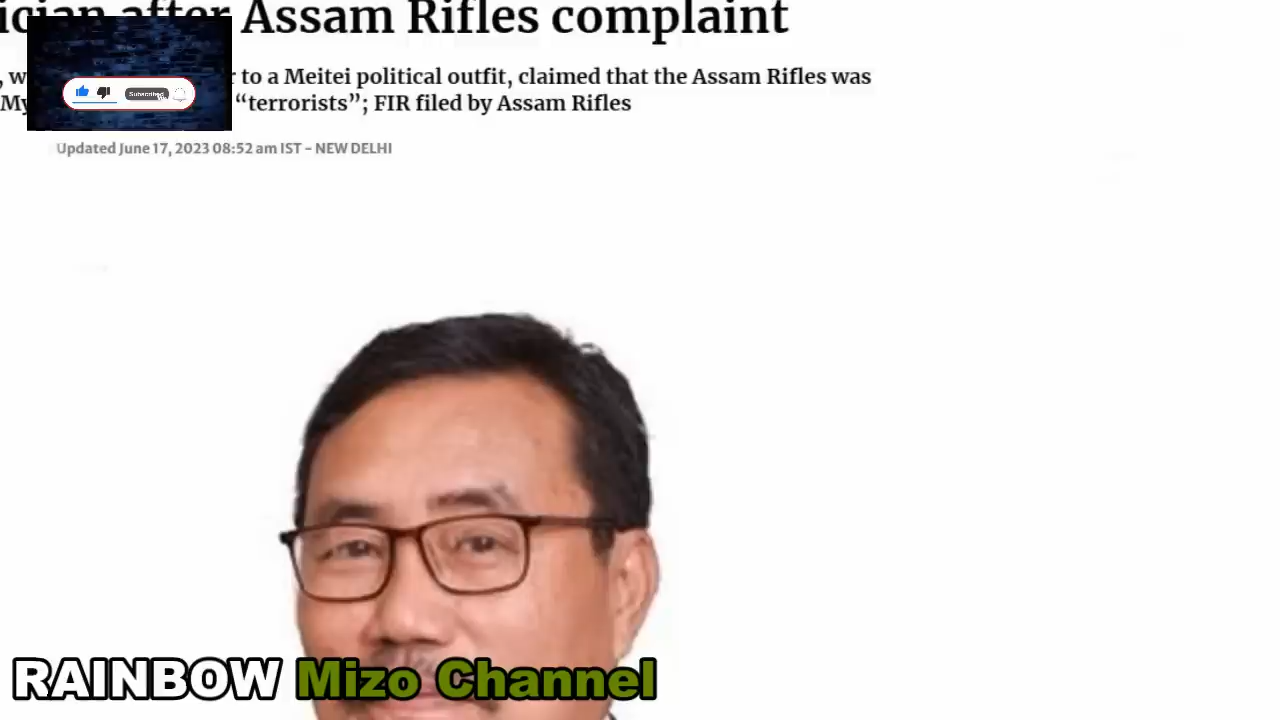 ician after Assam Rifles complaint
, w r to a Meitei political outfit, claimed that the Assam Rifles was
My “terrorists”; FIR filed by Assam Rifles
Subscribed
Updated June 17, 2023 08:52 am IST - NEW DELHI
RAINBOW Mizo Channel